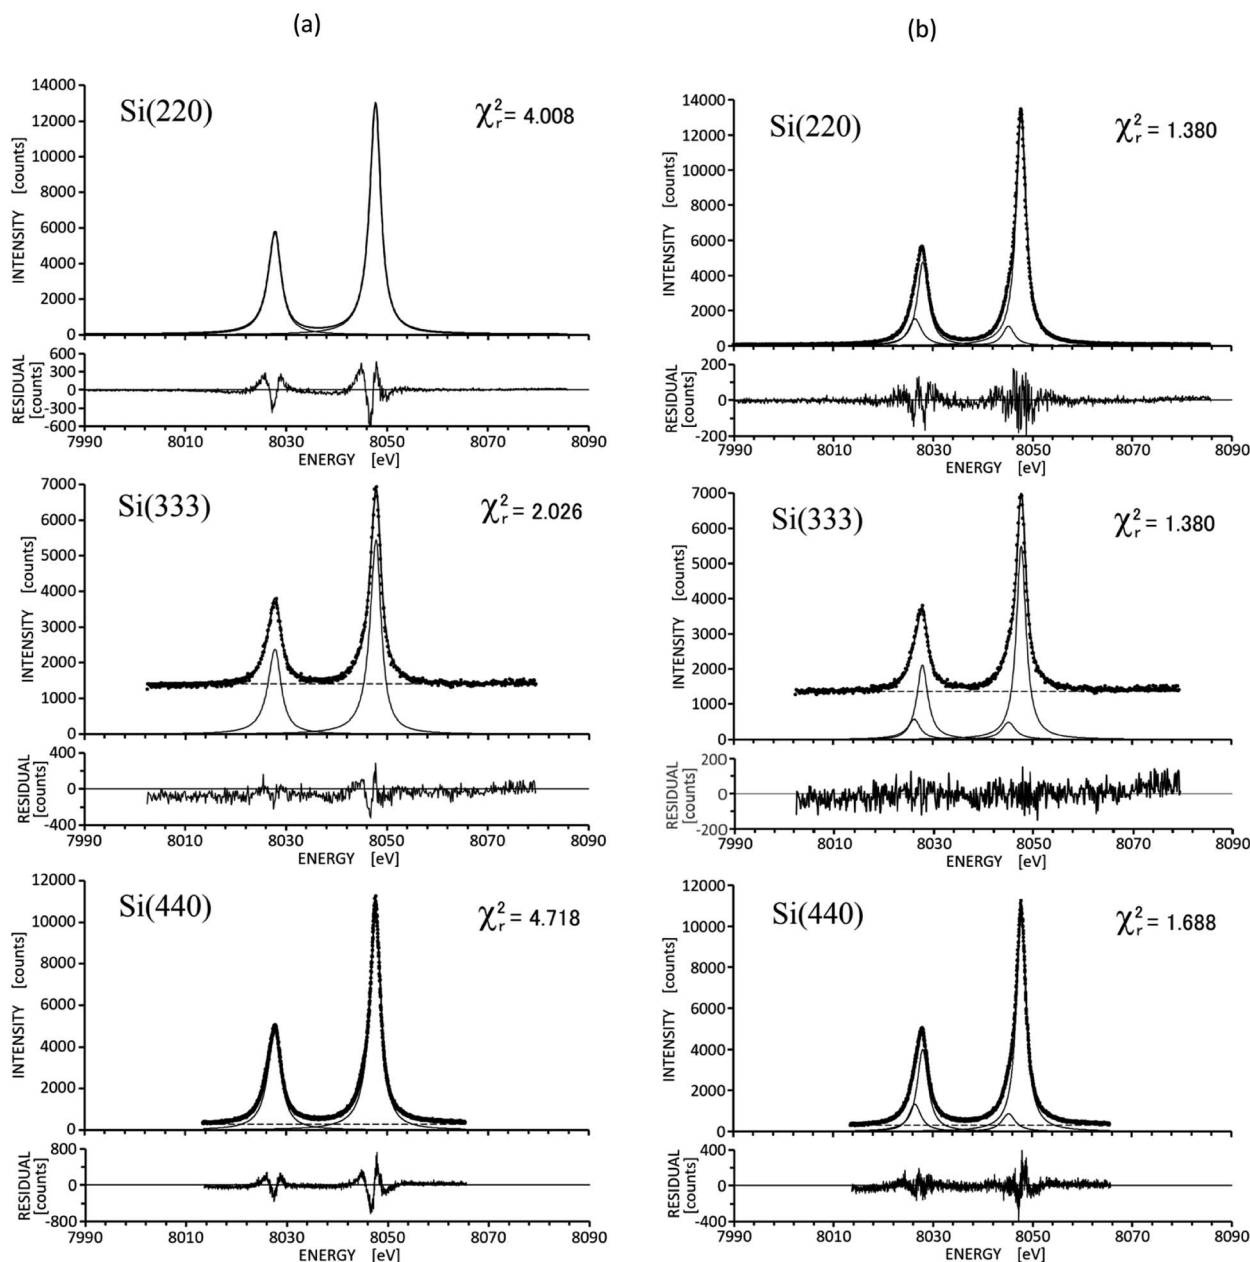 (a)
(b)
Si(220)
χ²r = 4.008
INTENSITY [counts]
14000
12000
10000
8000
6000
4000
2000
0
RESIDUAL
[counts]
600
300
0
-300
-600
7990 8010 8030 8050 8070 8090
ENERGY [eV]
Si(333)
χ²r = 2.026
INTENSITY [counts]
7000
6000
5000
4000
3000
2000
1000
0
RESIDUAL
[counts]
400
0
-400
7990 8010 8030 8050 8070 8090
ENERGY [eV]
Si(440)
χ²r = 4.718
INTENSITY [counts]
12000
10000
8000
6000
4000
2000
0
RESIDUAL
[counts]
800
0
-800
7990 8010 8030 8050 8070 8090
ENERGY [eV]
Si(220)
χ²r = 1.380
INTENSITY [counts]
14000
12000
10000
8000
6000
4000
2000
0
RESIDUAL
[counts]
200
0
-200
7990 8010 8030 8050 8070 8090
ENERGY [eV]
Si(333)
χ²r = 1.380
INTENSITY [counts]
7000
6000
5000
4000
3000
2000
1000
0
RESIDUAL
[counts]
200
0
-200
7990 8010 8030 8050 8070 8090
ENERGY [eV]
Si(440)
χ²r = 1.688
INTENSITY [counts]
12000
10000
8000
6000
4000
2000
0
RESIDUAL
[counts]
400
0
-400
7990 8010 8030 8050 8070 8090
ENERGY [eV]